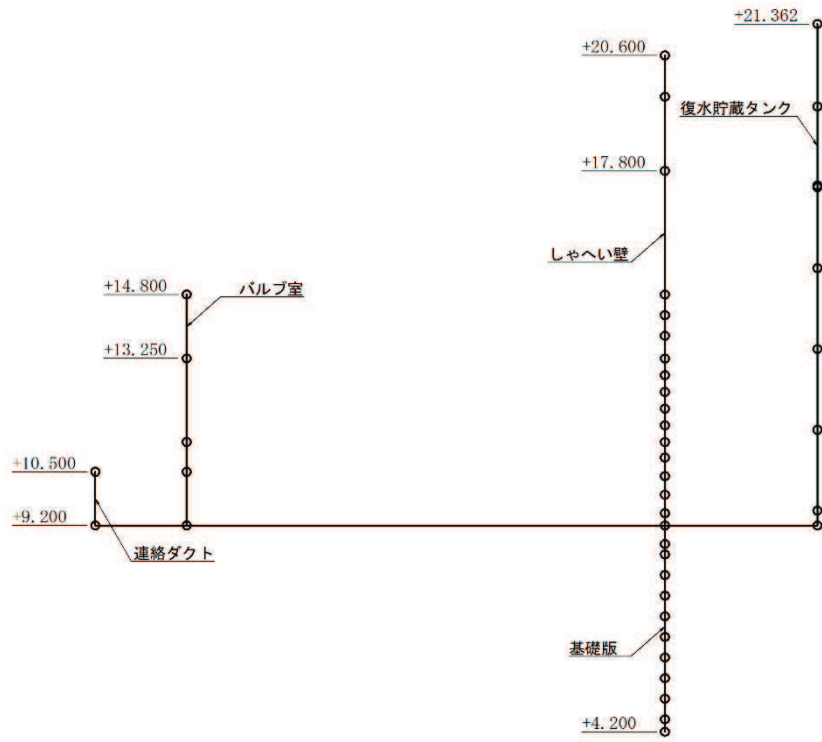 +21.362
+20.600
復水貯蔵タンク
+17.800
しゃへい壁
+14.800
バルブ室
+13.250
+10.500
+9.200
連絡ダクト
基礎版
+4.200